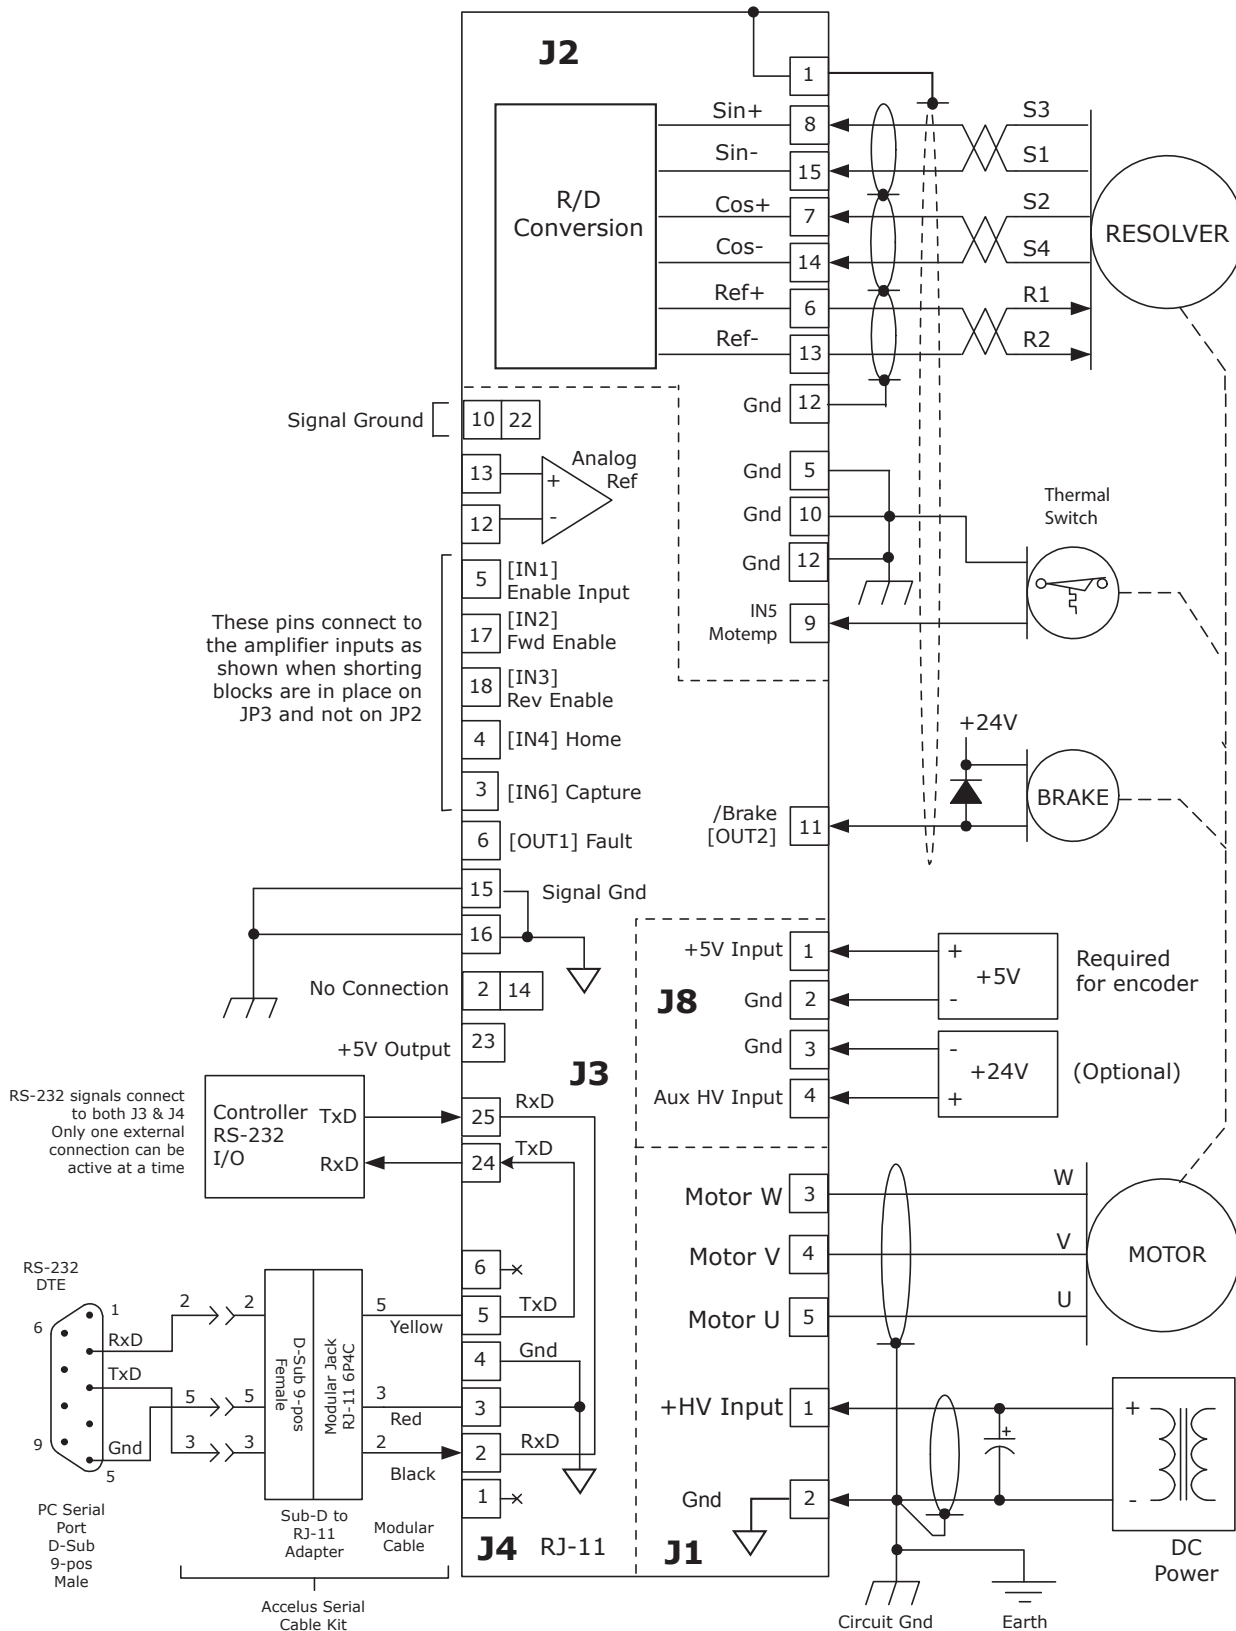 J2
1
Sin+
8
S3
Sin-
15
S1
R/D
Conversion
Cos+
7
S2
RESOLVER
Cos-
14
S4
Ref+
6
R1
Ref-
13
R2
Gnd
12
Signal Ground
10
22
13
Analog
Ref
+
-
12
Gnd
5
Gnd
10
Gnd
12
Thermal
Switch
IN5
Motemp
9
These pins connect to
the amplifier inputs as
shown when shorting
blocks are in place on
JP3 and not on JP2
5
[IN1]
Enable Input
17
[IN2]
Fwd Enable
18
[IN3]
Rev Enable
4
[IN4] Home
3
[IN6] Capture
6
[OUT1] Fault
+24V
BRAKE
/Brake
[OUT2]
11
15
Signal Gnd
16
No Connection
2
14
+5V Output
23
J3
J8
+5V Input
1
+
+5V
-
Required
for encoder
Gnd
2
Gnd
3
-
+24V
+
(Optional)
Aux HV Input
4
RS-232 signals connect
to both J3 & J4
Only one external
connection can be
active at a time
Controller
RS-232
I/O
TxD
RxD
25
RxD
24
TxD
Motor W
3
W
Motor V
4
V
MOTOR
Motor U
5
U
RS-232
DTE
1
6
RxD
TxD
9
Gnd
5
2
2
5
5
3
3
D-Sub 9-pos
Female
Modular Jack
RJ-11 6P4C
5
Yellow
3
Red
2
Black
6
5
TxD
4
Gnd
3
2
RxD
1
+HV Input
1
+
+
-
Gnd
2
DC
Power
PC Serial
Port
D-Sub
9-pos
Male
Sub-D to
RJ-11
Adapter
Modular
Cable
J4
RJ-11
J1
Accelus Serial
Cable Kit
Circuit Gnd
Earth